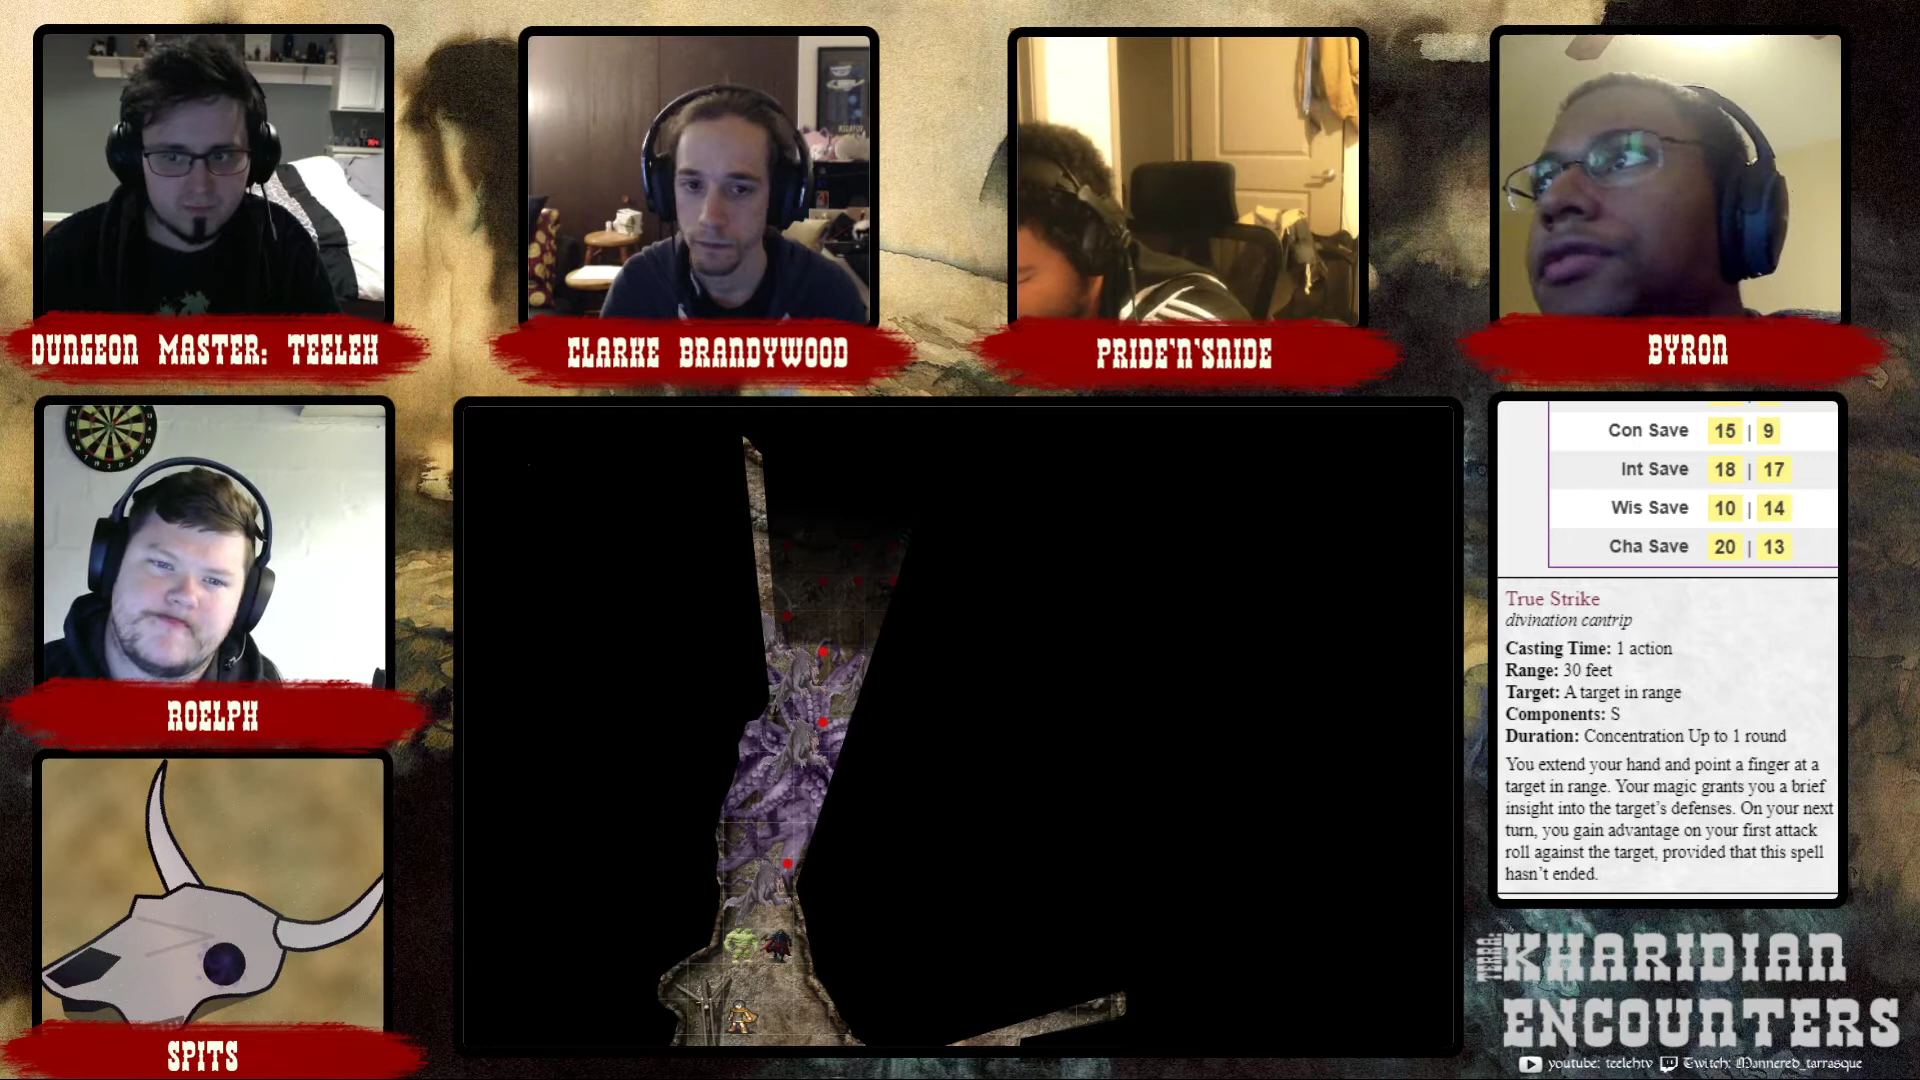 DUNGEON MASTER: TEELEH
CLARKE BRANDYWOOD
PRIDE'N'SNIDE
BYRON
ROELPH
SPITS
Con Save 15 | 9
Int Save 18 | 17
Wis Save 10 | 14
Cha Save 20 | 13
True Strike
divination cantrip
Casting Time: 1 action
Range: 30 feet
Target: A target in range
Components: S
Duration: Concentration Up to 1 round
You extend your hand and point a finger at a
target in range. Your magic grants you a brief
insight into the target's defenses. On your next
turn, you gain advantage on your first attack
roll against the target, provided that this spell
hasn't ended.
TERRA:
KHARIDIAN
ENCOUNTERS
youtube: teelehtv Twitch: Mannered_tarrasque